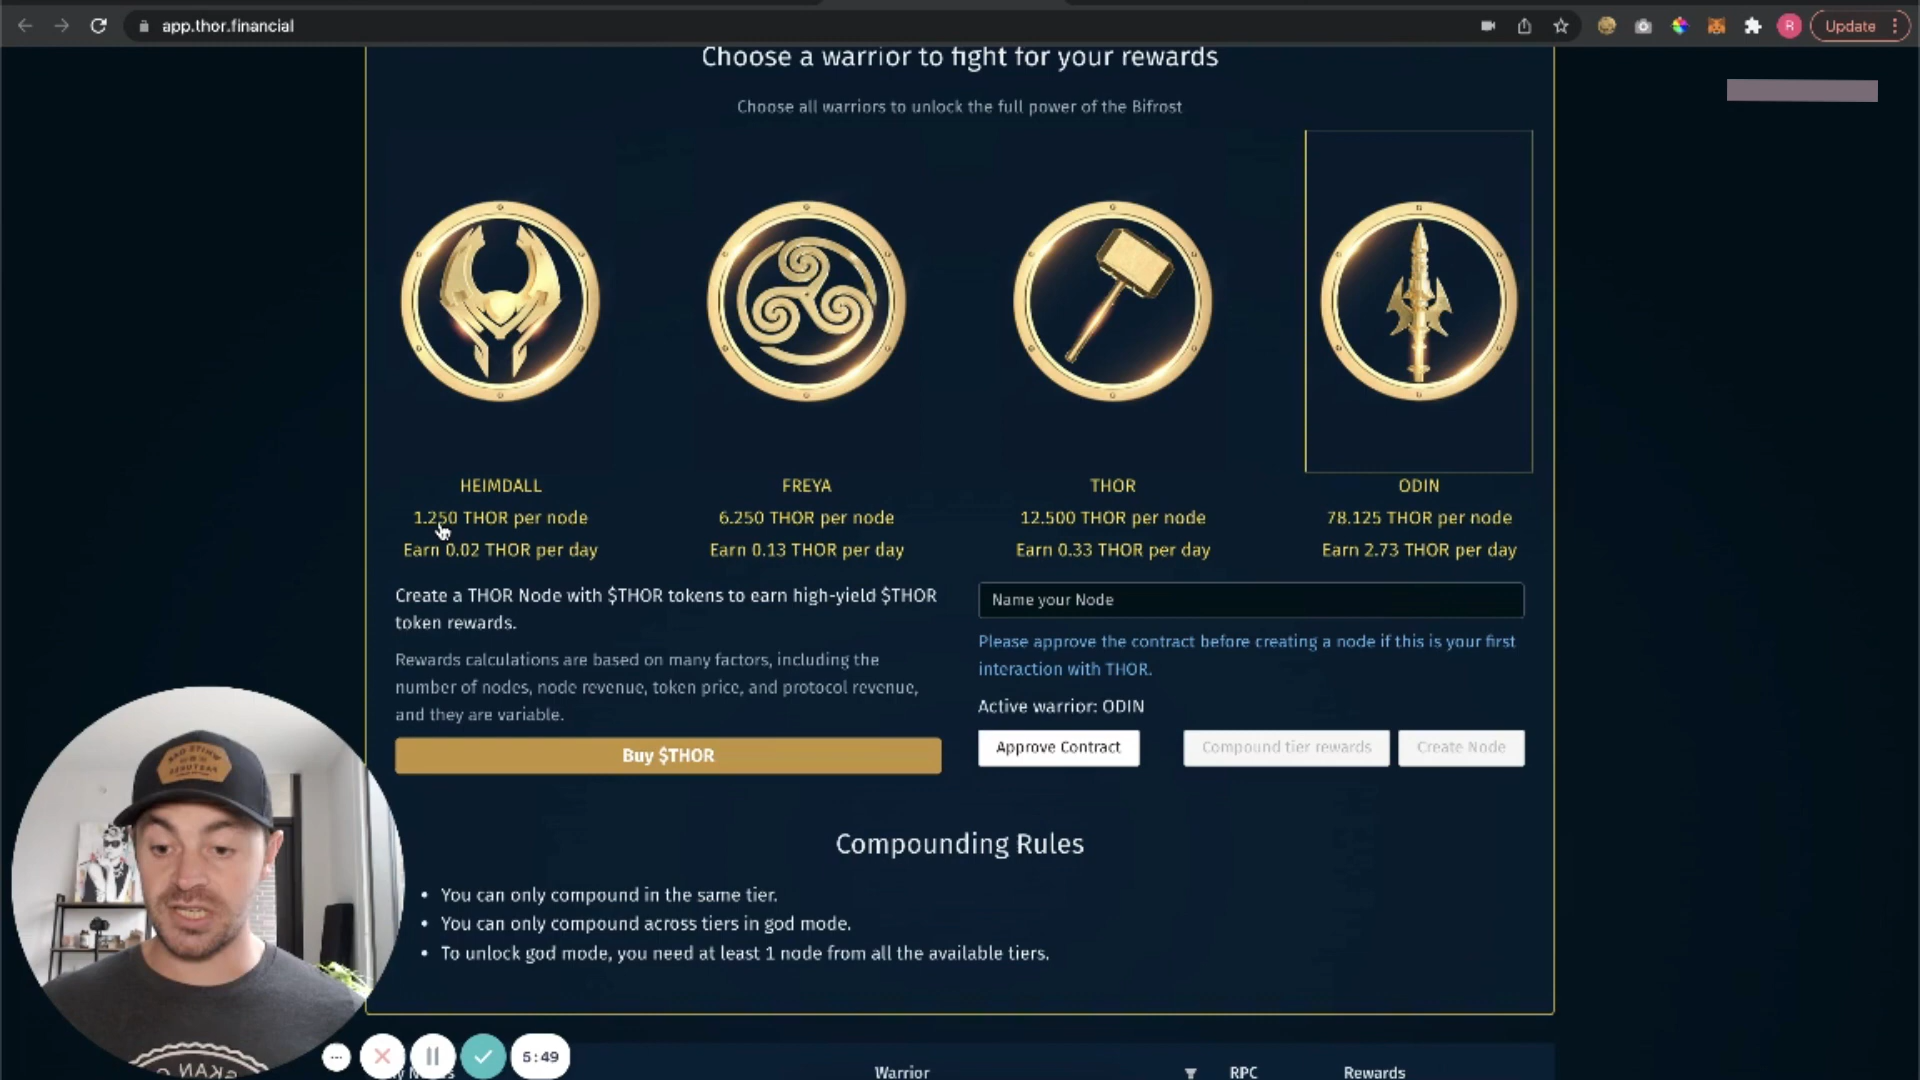 app.thor.financial
R
Update
Choose a warrior to fight for your rewards
Choose all warriors to unlock the full power of the Bifrost
HEIMDALL
1.250 THOR per node
Earn 0.02 THOR per day
FREYA
6.250 THOR per node
Earn 0.13 THOR per day
THOR
12.500 THOR per node
Earn 0.33 THOR per day
ODIN
78.125 THOR per node
Earn 2.73 THOR per day
Create a THOR Node with $THOR tokens to earn high-yield $THOR
token rewards.
Rewards calculations are based on many factors, including the
number of nodes, node revenue, token price, and protocol revenue,
and they are variable.
Buy $THOR
Name your Node
Please approve the contract before creating a node if this is your first
interaction with THOR.
Active warrior: ODIN
Approve Contract
Compound tier rewards
Create Node
Compounding Rules
• You can only compound in the same tier.
• You can only compound across tiers in god mode.
• To unlock god mode, you need at least 1 node from all the available tiers.
5:49
Warrior
RPC
Rewards